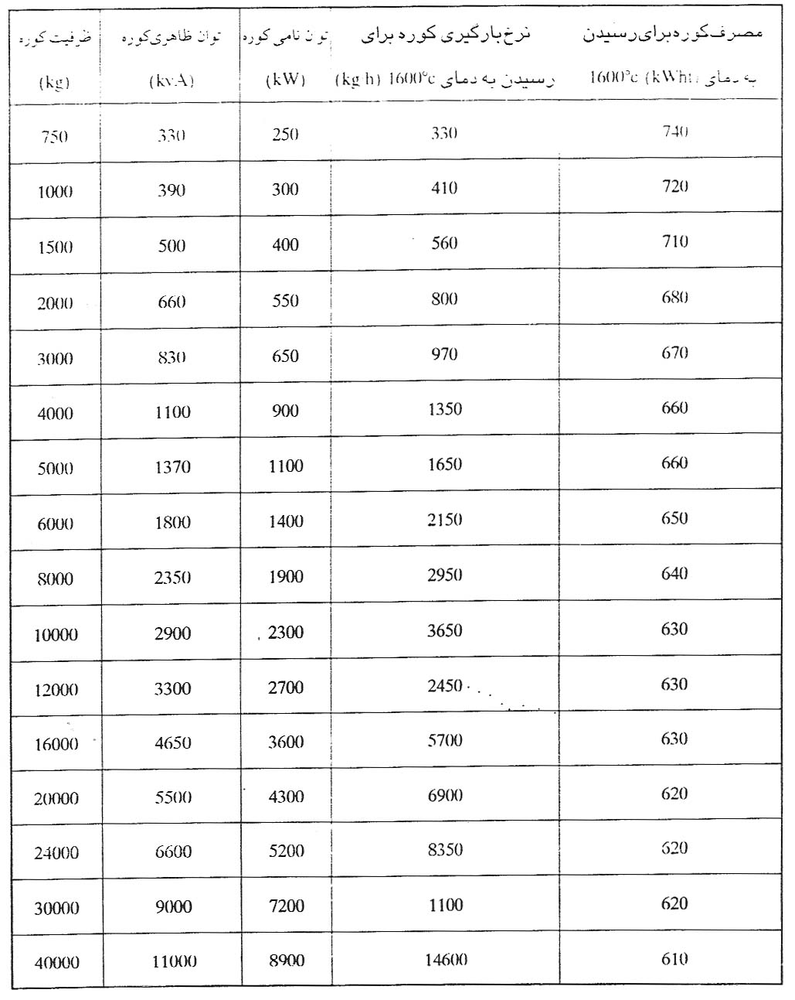 ظرفیت کوره توان ظاهری کوره توان نامی کوره نرخ بارگیری کوره برای مصرف کوره برای رسیدن
(kg) (kvA) (kW) رسیدن به دمای 1600°c (kg/h) به دمای 1600°c (kWh/t)
750 330 250 330 740
1000 390 300 410 720
1500 500 400 560 710
2000 660 550 800 680
3000 830 650 970 670
4000 1100 900 1350 660
5000 1370 1100 1650 660
6000 1800 1400 2150 650
8000 2350 1900 2950 640
10000 2900 2300 3650 630
12000 3300 2700 2450 630
16000 4650 3600 5700 630
20000 5500 4300 6900 620
24000 6600 5200 8350 620
30000 9000 7200 1100 620
40000 11000 8900 14600 610